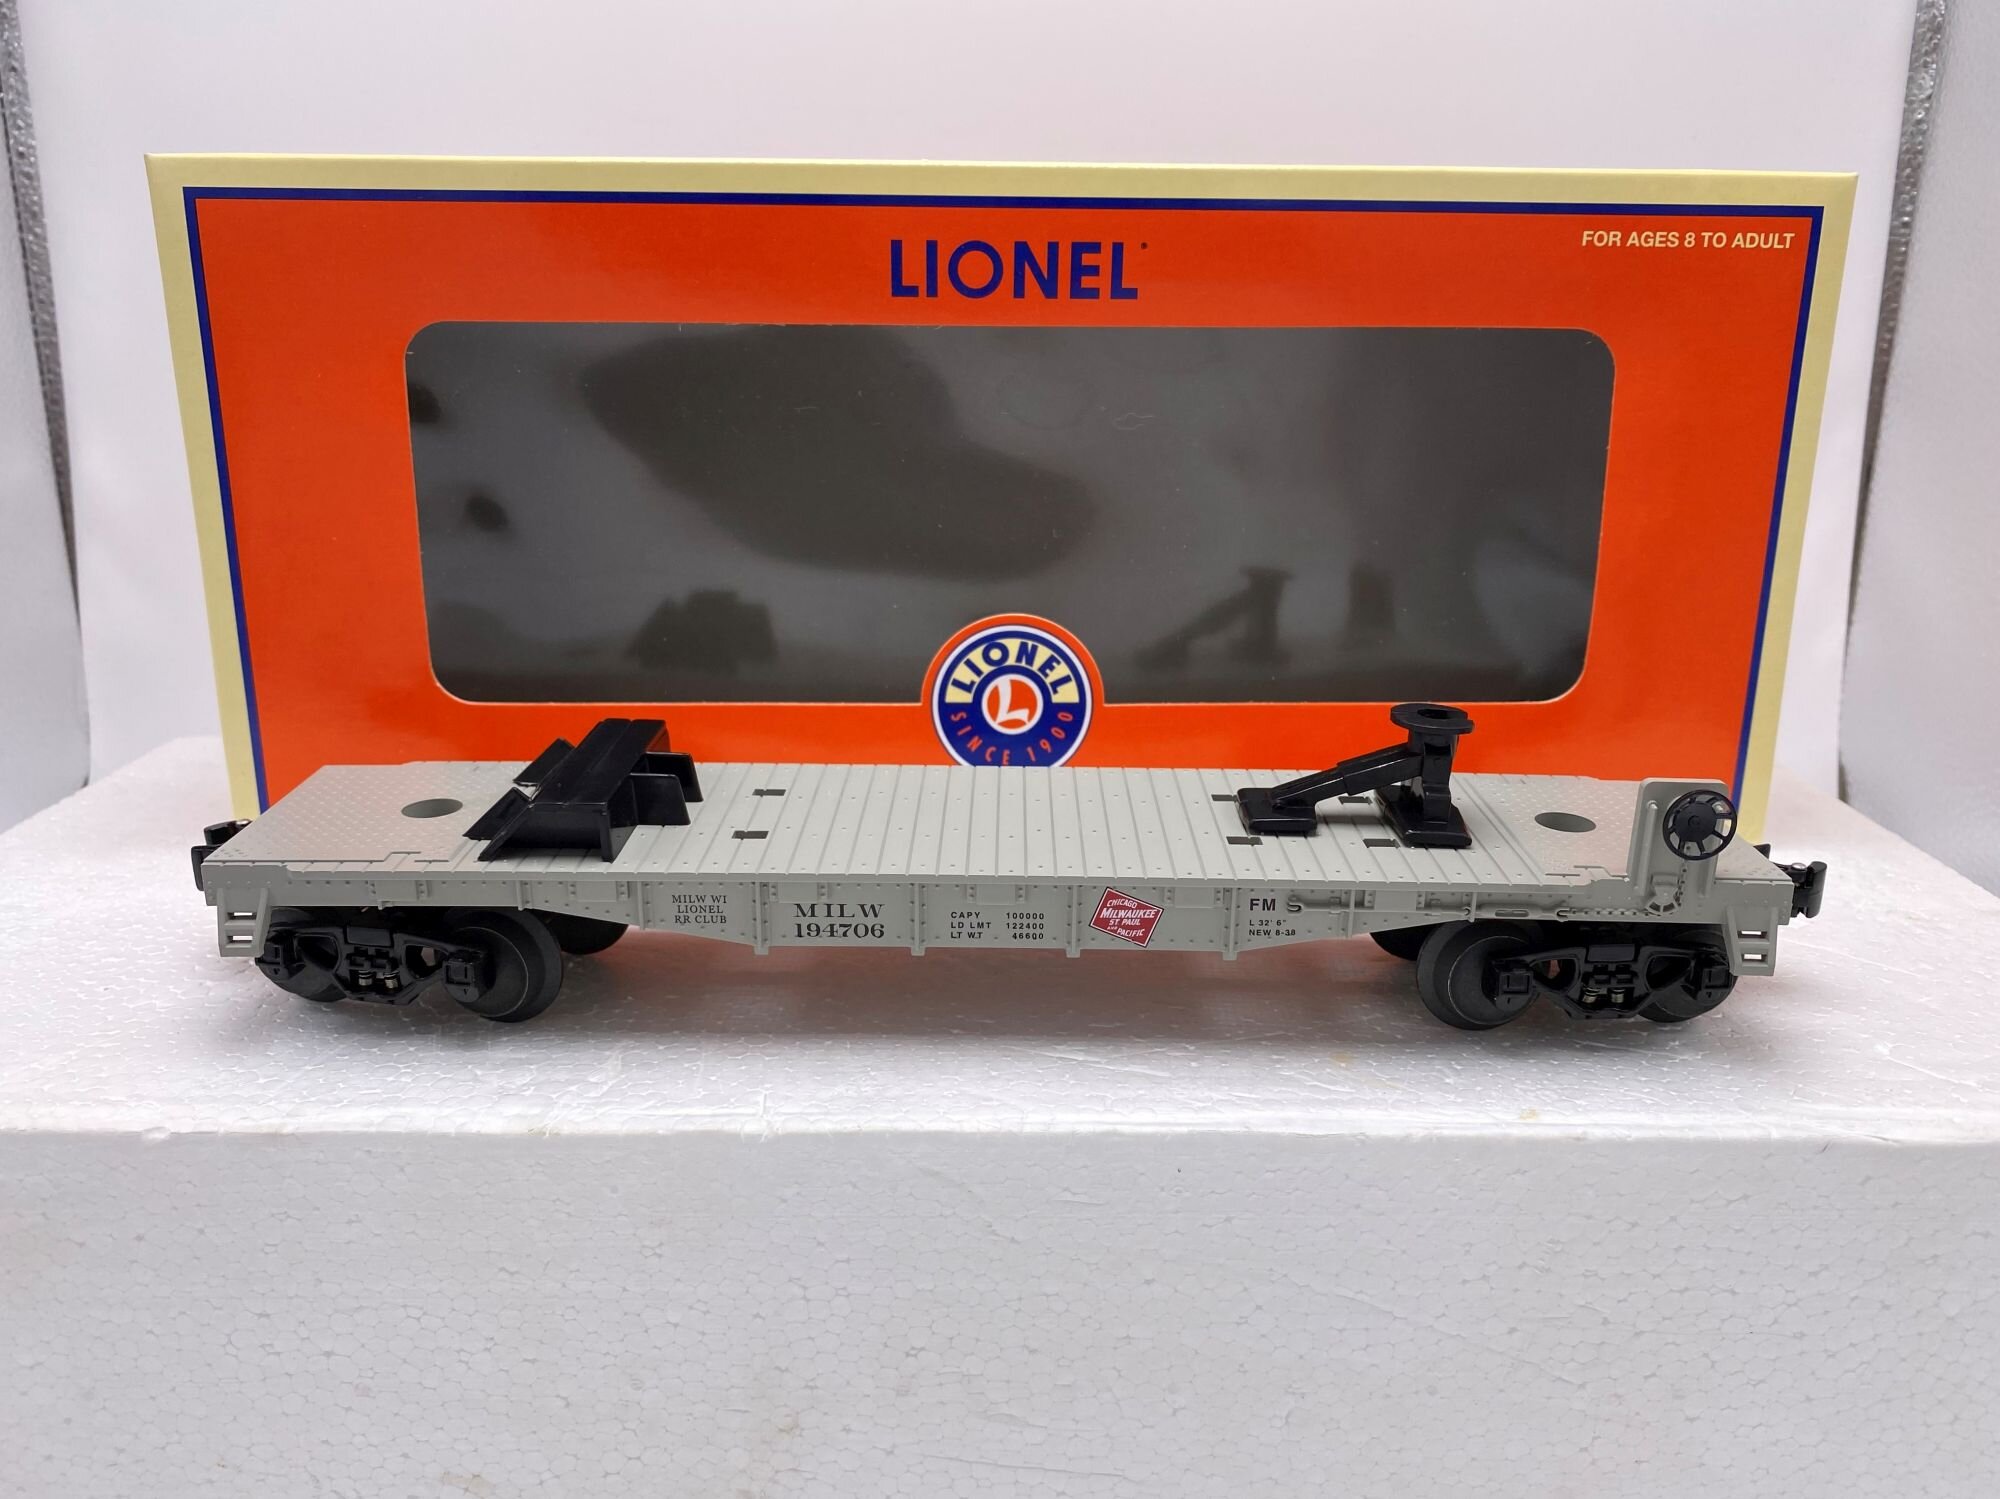 LIONEL
FOR AGES 8 TO ADULT
LIONEL
L
SINCE 1900
MILW WI
LIONEL
RR CLUB
MILW
194706
CAPY 100000
LD LMT 122400
LT WT 46600
CHICAGO
MILWAUKEE
ST PAUL
AND PACIFIC
FMS
L 32' 6"
NEW 8-38